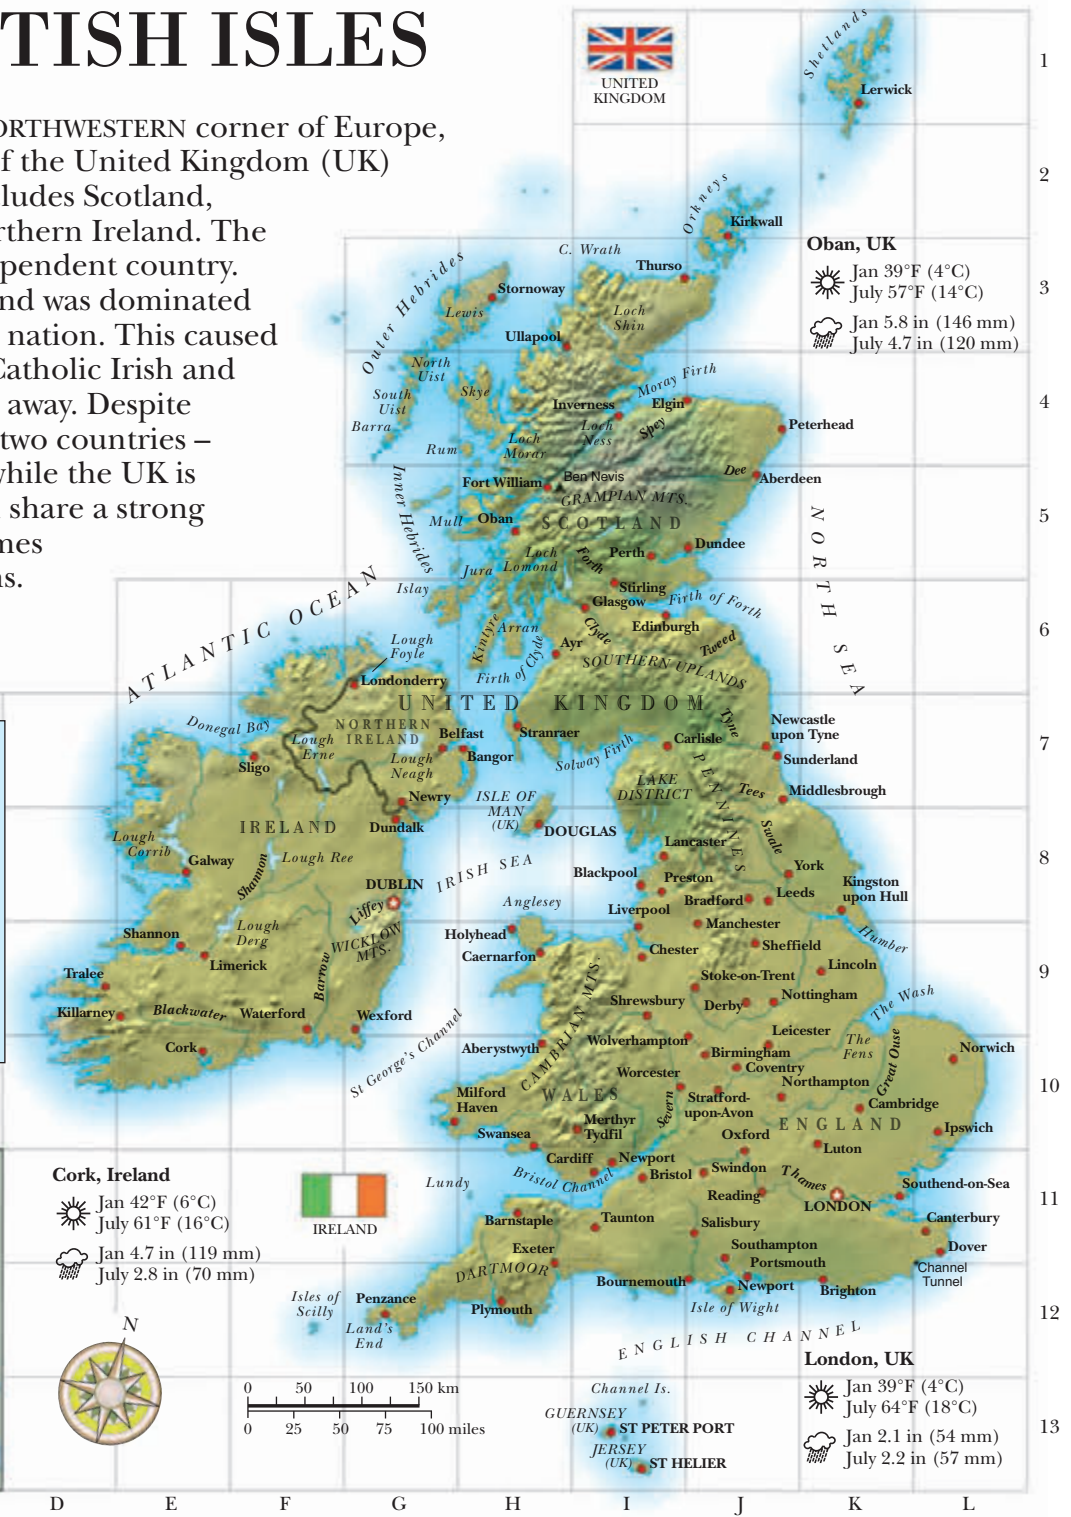 TISH ISLES
ORTHWESTERN corner of Europe,
f the United Kingdom (UK)
cludes Scotland,
rthern Ireland. The
pendent country.
nd was dominated
nation. This caused
Catholic Irish and
away. Despite
two countries –
while the UK is
share a strong
mes
ns.
UNITED
KINGDOM
Shetlands
Lerwick
1
2
Orkneys
Kirkwall
Oban, UK
Jan 39°F (4°C)
July 57°F (14°C)
Jan 5.8 in (146 mm)
July 4.7 in (120 mm)
C. Wrath
Thurso
Outer Hebrides
Stornoway
Lewis
Loch
Shin
Ullapool
3
North
Uist
South
Uist
Skye
Barra
Moray Firth
Inverness
Elgin
Loch
Ness
Spey
Peterhead
4
Rum
Loch
Morar
Ben Nevis
Dee
Fort William
GRAMPIAN MTS.
Aberdeen
Inner Hebrides
Mull
Oban
SCOTLAND
NORTH SEA
5
Loch
Lomond
Forth
Perth
Dundee
Jura
Islay
Stirling
Glasgow
Firth of Forth
ATLANTIC OCEAN
Kintyre
Arran
Clyde
Edinburgh
Tweed
6
Lough
Foyle
Firth of Clyde
Ayr
SOUTHERN UPLANDS
Londonderry
UNITED KINGDOM
Donegal Bay
NORTHERN
IRELAND
Lough
Erne
Belfast
Stranraer
Tyne
Newcastle
upon Tyne
Carlisle
Sligo
Lough
Neagh
Bangor
Solway Firth
Sunderland
7
PENNINES
LAKE
DISTRICT
Tees
Middlesbrough
Newry
ISLE OF
MAN
(UK)
IRELAND
Dundalk
DOUGLAS
Swale
Lough
Corrib
Lancaster
Galway
Shannon
Lough Ree
IRISH SEA
Blackpool
Preston
York
8
DUBLIN
Bradford
Leeds
Kingston
upon Hull
Liffey
Anglesey
Liverpool
Manchester
Shannon
Lough
Derg
WICKLOW
MTS.
Holyhead
Humber
Caernarfon
Chester
Sheffield
Limerick
Tralee
Barrow
CAMBRIAN MTS.
Stoke-on-Trent
Lincoln
9
Killarney
Blackwater
Waterford
Wexford
Shrewsbury
Derby
Nottingham
The Wash
St George's Channel
Cork
Aberystwyth
Wolverhampton
Leicester
The
Fens
Great Ouse
Norwich
Birmingham
Worcester
Coventry
Northampton
Milford
Haven
WALES
Severn
Stratford-
upon-Avon
Cambridge
10
Swansea
Merthyr
Tydfil
Oxford
ENGLAND
Ipswich
Luton
Cardiff
Newport
Cork, Ireland
Jan 42°F (6°C)
July 61°F (16°C)
Jan 4.7 in (119 mm)
July 2.8 in (70 mm)
IRELAND
Lundy
Bristol Channel
Bristol
Swindon
Thames
Reading
LONDON
Southend-on-Sea
11
Barnstaple
Taunton
Salisbury
Canterbury
Exeter
Southampton
Dover
DARTMOOR
Bournemouth
Portsmouth
Newport
Brighton
Channel
Tunnel
Isles of
Scilly
Penzance
Plymouth
Isle of Wight
12
Land's
End
ENGLISH CHANNEL
N
London, UK
Jan 39°F (4°C)
July 64°F (18°C)
Jan 2.1 in (54 mm)
July 2.2 in (57 mm)
0 50 100 150 km
0 25 50 75 100 miles
Channel Is.
GUERNSEY
(UK)
ST PETER PORT
JERSEY
(UK)
ST HELIER
13
D E F G H I J K L